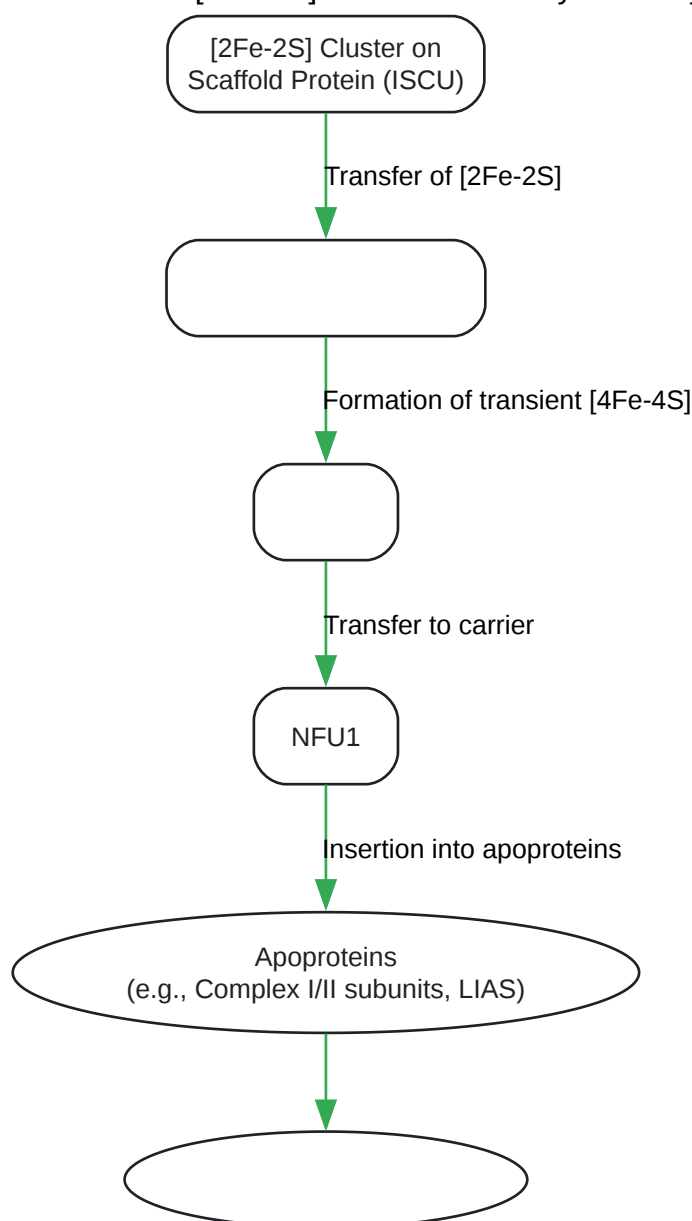 [2Fe-2S] Cluster on
Scaffold Protein (ISCU)
Transfer of [2Fe-2S]
Formation of transient [4Fe-4S]
Transfer to carrier
NFU1
Insertion into apoproteins
Apoproteins
(e.g., Complex I/II subunits, LIAS)